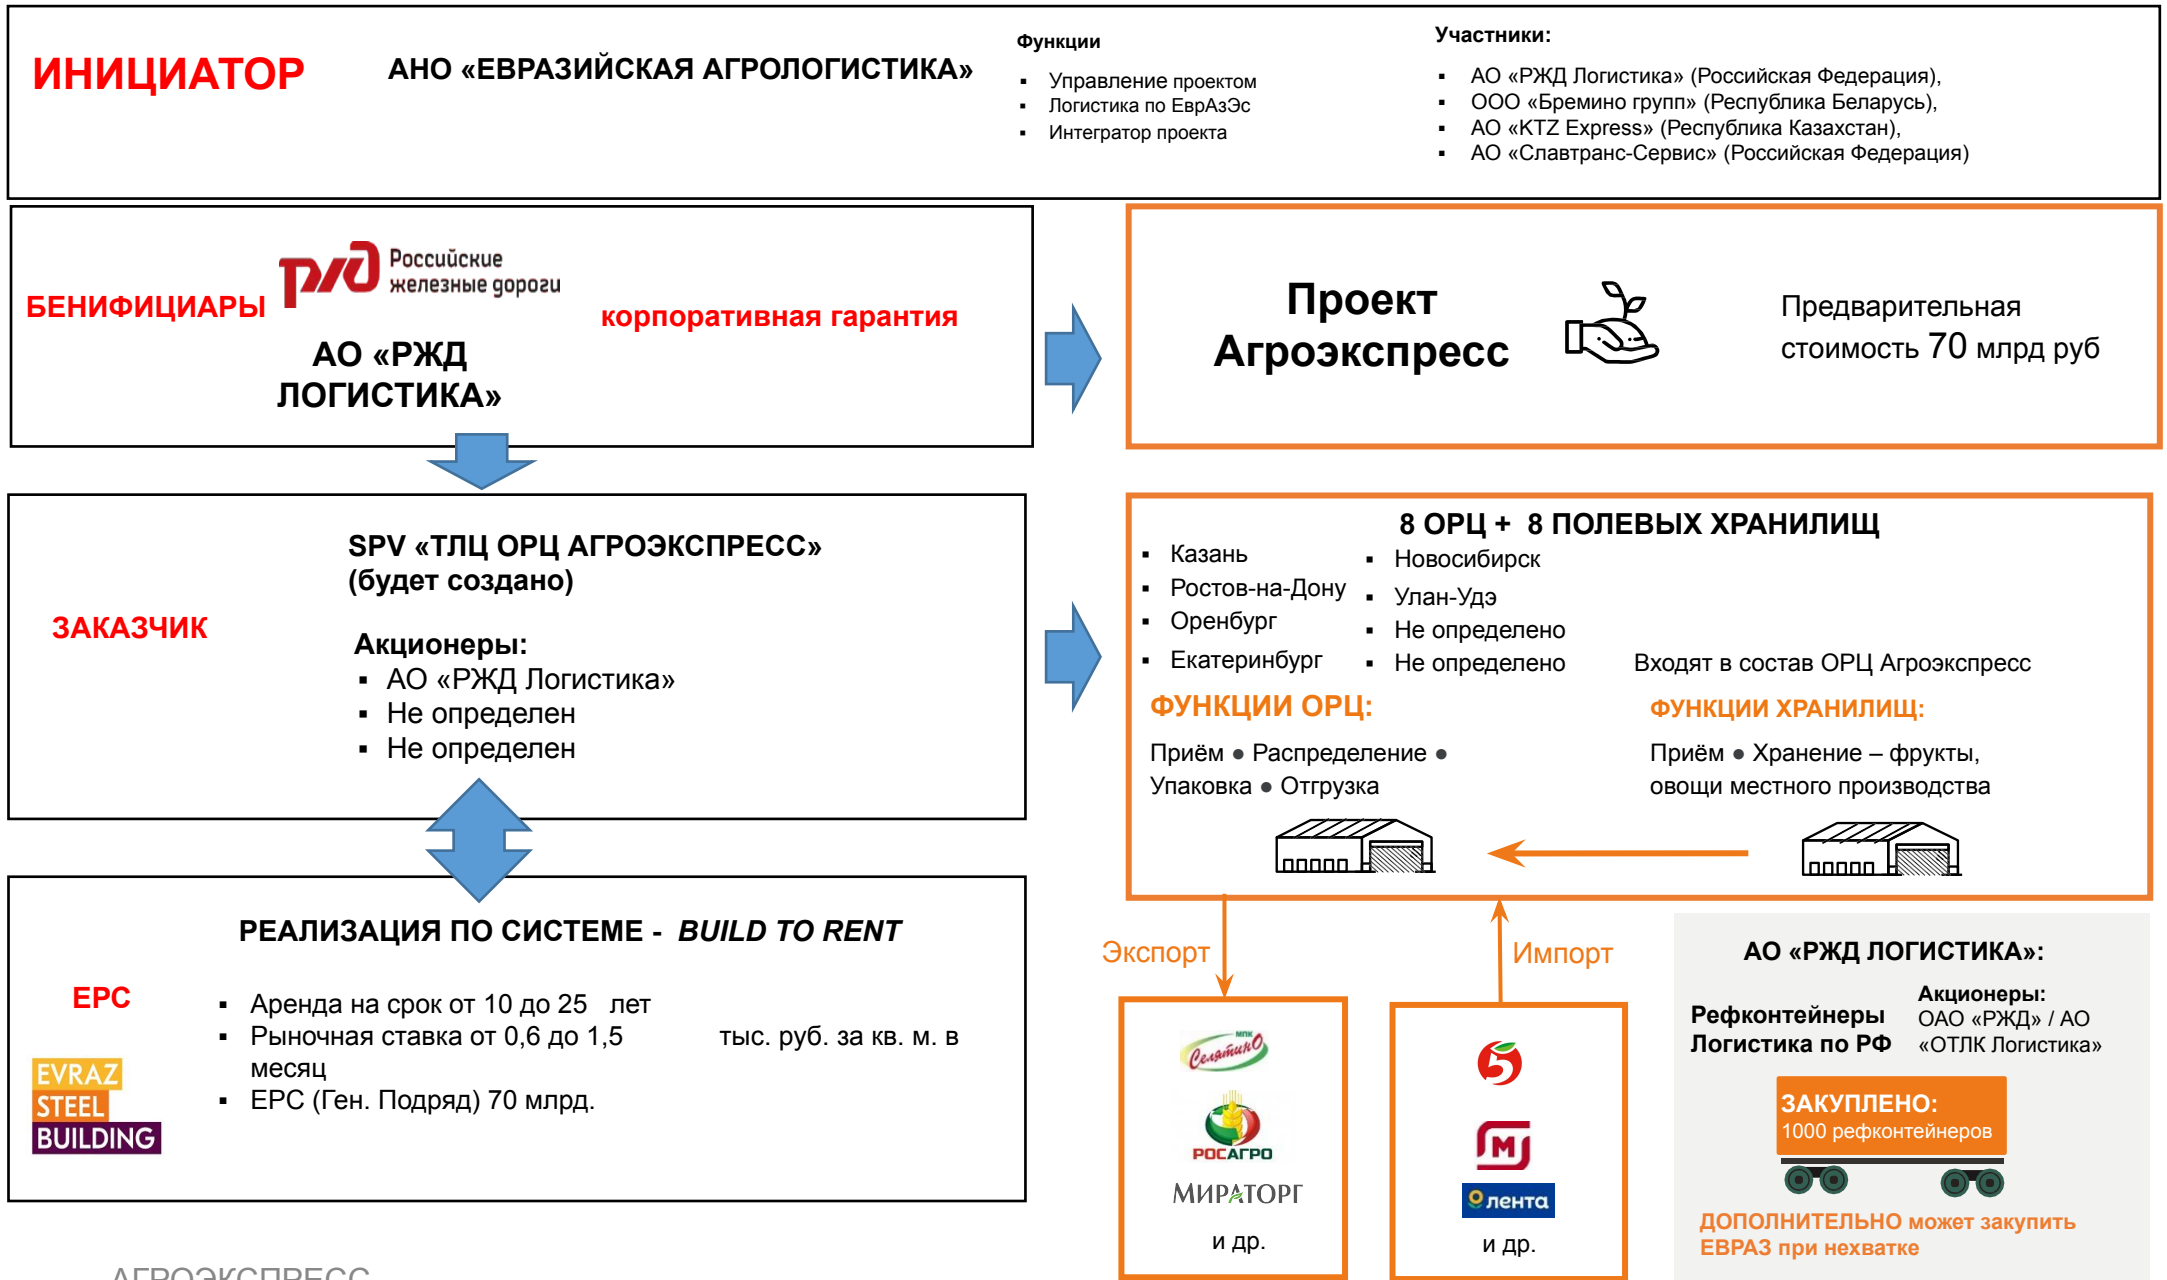 ИНИЦИАТОР
АНО «ЕВРАЗИЙСКАЯ АГРОЛОГИСТИКА»
Функции
▪ Управление проектом
▪ Логистика по ЕврАзЭс
▪ Интегратор проекта
Участники:
▪ АО «РЖД Логистика» (Российская Федерация),
▪ ООО «Бремино групп» (Республика Беларусь),
▪ АО «KTZ Express» (Республика Казахстан),
▪ АО «Славтранс-Сервис» (Российская Федерация)
БЕНИФИЦИАРЫ
ржд Российские
железные дороги
АО «РЖД
ЛОГИСТИКА»
корпоративная гарантия
Проект
Агроэкспресс
Предварительная
стоимость 70 млрд руб
ЗАКАЗЧИК
SPV «ТЛЦ ОРЦ АГРОЭКСПРЕСС»
(будет создано)
Акционеры:
▪ АО «РЖД Логистика»
▪ Не определен
▪ Не определен
8 ОРЦ + 8 ПОЛЕВЫХ ХРАНИЛИЩ
▪ Казань
▪ Ростов-на-Дону
▪ Оренбург
▪ Екатеринбург
▪ Новосибирск
▪ Улан-Удэ
▪ Не определено
▪ Не определено
Входят в состав ОРЦ Агроэкспресс
ФУНКЦИИ ОРЦ:
Приём ● Распределение ●
Упаковка ● Отгрузка
ФУНКЦИИ ХРАНИЛИЩ:
Приём ● Хранение – фрукты,
овощи местного производства
РЕАЛИЗАЦИЯ ПО СИСТЕМЕ - BUILD TO RENT
EPC
EVRAZ
STEEL
BUILDING
▪ Аренда на срок от 10 до 25 лет
▪ Рыночная ставка от 0,6 до 1,5 тыс. руб. за кв. м. в
месяц
▪ EPC (Ген. Подряд) 70 млрд.
Экспорт
Импорт
МПК
Селятино
РОСАГРО
МИРАТОРГ
и др.
5
М
лента
и др.
АО «РЖД ЛОГИСТИКА»:
Рефконтейнеры
Логистика по РФ
Акционеры:
ОАО «РЖД» / АО
«ОТЛК Логистика»
ЗАКУПЛЕНО:
1000 рефконтейнеров
ДОПОЛНИТЕЛЬНО может закупить
ЕВРАЗ при нехватке
АГРОЭКСПРЕСС